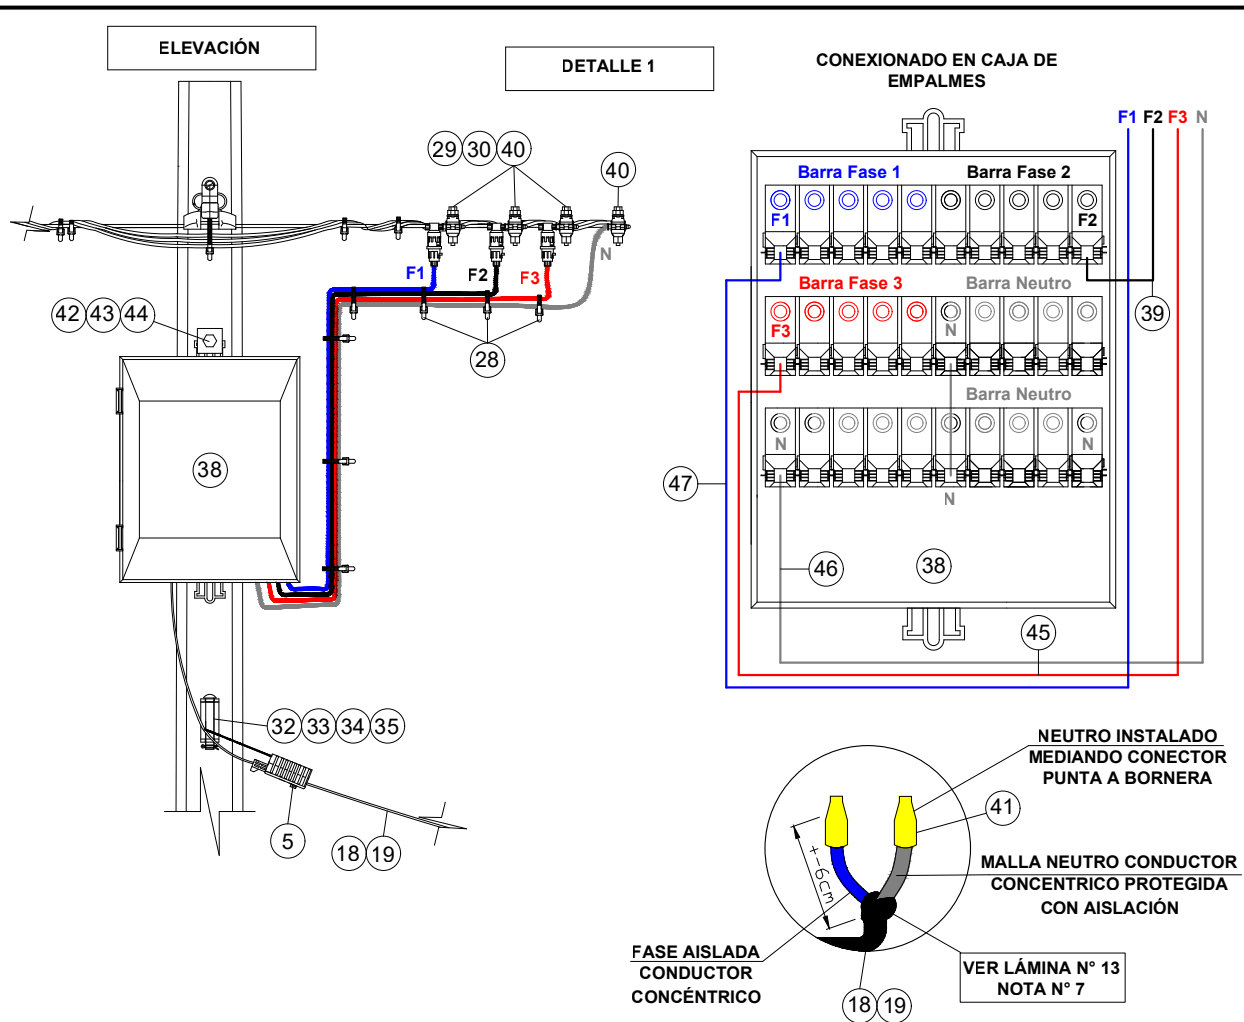 ELEVACIÓN
DETALLE 1
CONEXIONADO EN CAJA DE
EMPALMES
F1 F2 F3 N
29 30 40
40
Barra Fase 1
Barra Fase 2
F1
F2
N
F1
F2
F3
42 43 44
28
Barra Fase 3
Barra Neutro
39
F3
N
Barra Neutro
N
N
38
47
N
46
38
45
32 33 34 35
5
18 19
NEUTRO INSTALADO
MEDIANDO CONECTOR
PUNTA A BORNERA
41
+-6cm
MALLA NEUTRO CONDUCTOR
CONCENTRICO PROTEGIDA
CON AISLACIÓN
FASE AISLADA
CONDUCTOR
CONCÉNTRICO
VER LÁMINA N° 13
NOTA N° 7
18 19